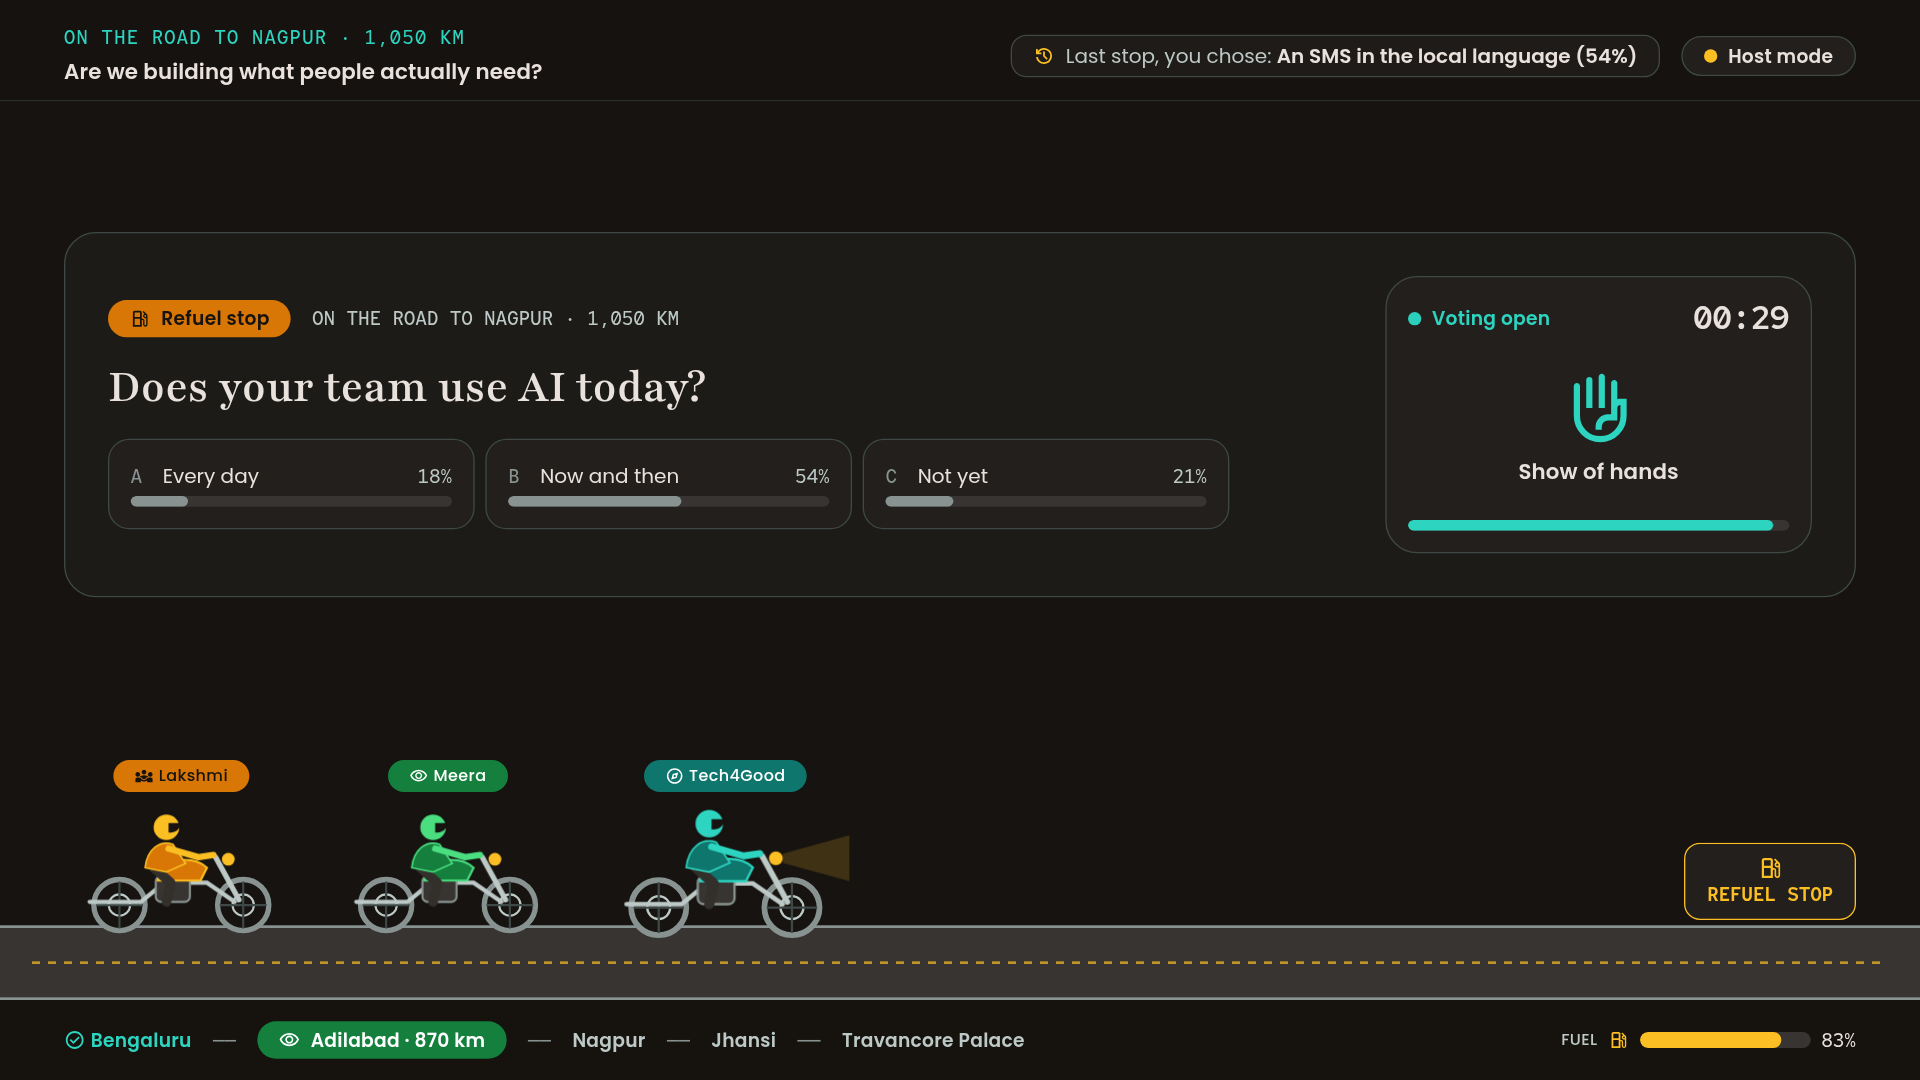 ON THE ROAD TO NAGPUR · 1,050 KM
Are we building what people actually need?
Last stop, you chose: An SMS in the local language (54%)
Host mode
Refuel stop
ON THE ROAD TO NAGPUR · 1,050 KM
Does your team use AI today?
A Every day 18%
B Now and then 54%
C Not yet 21%
Voting open 00:29
Show of hands
Lakshmi
Meera
Tech4Good
REFUEL STOP
Bengaluru — Adilabad · 870 km — Nagpur — Jhansi — Travancore Palace
FUEL 83%